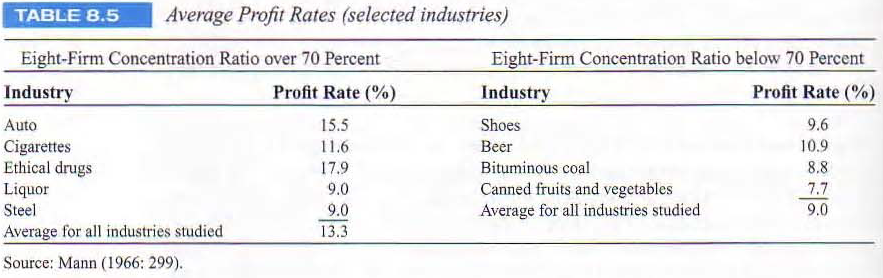 TABLE 8.5 Average Profit Rates (selected industries)
Eight-Firm Concentration Ratio over 70 Percent Eight-Firm Concentration Ratio below 70 Percent
Industry Profit Rate (%) Industry Profit Rate (%)
Auto 15.5 Shoes 9.6
Cigarettes 11.6 Beer 10.9
Ethical drugs 17.9 Bituminous coal 8.8
Liquor 9.0 Canned fruits and vegetables 7.7
Steel 9.0 Average for all industries studied 9.0
Average for all industries studied 13.3
Source: Mann (1966: 299).